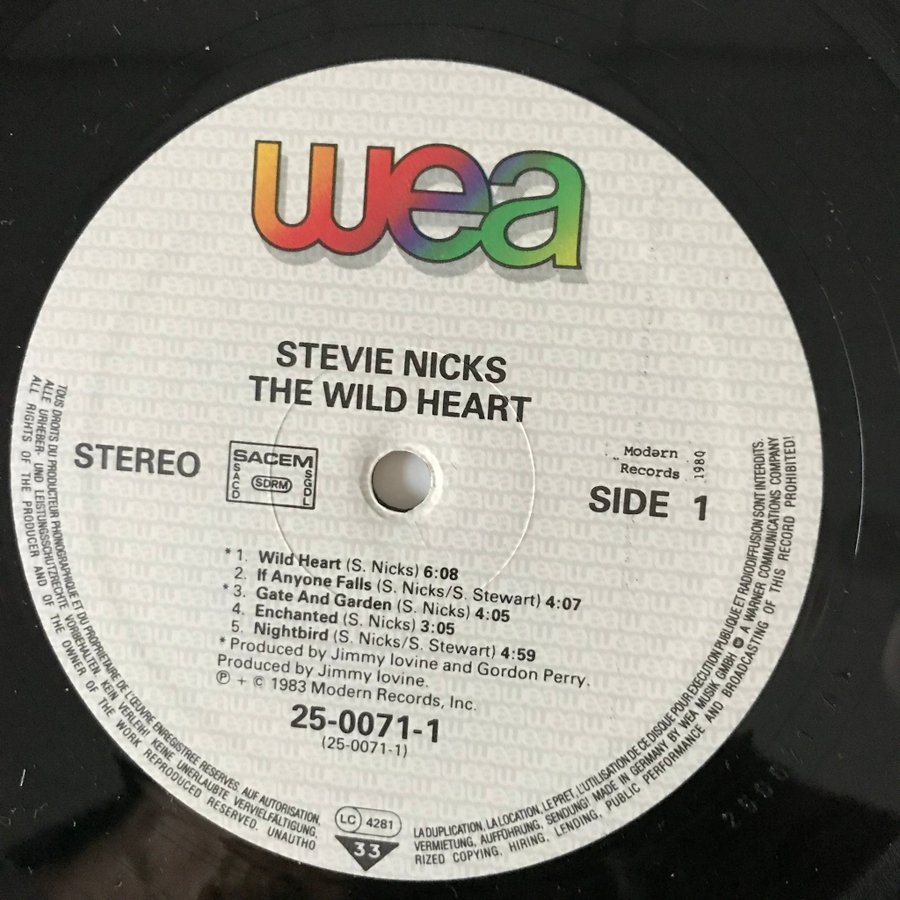 wea
STEVIE NICKS
THE WILD HEART
STEREO
SACEM
SACD
SDRM
SGDL
Modern
Records
1980
SIDE 1
* 1. Wild Heart (S. Nicks) 6:08
2. If Anyone Falls (S. Nicks/S. Stewart) 4:07
* 3. Gate And Garden (S. Nicks) 4:05
4. Enchanted (S. Nicks) 3:05
5. Nightbird (S. Nicks/S. Stewart) 4:59
* Produced by Jimmy Iovine and Gordon Perry.
Produced by Jimmy Iovine.
℗ + © 1983 Modern Records, Inc.
25-0071-1
(25-0071-1)
LC 4281
33
TOUS DROITS DU PRODUCTEUR PHONOGRAPHIQUE ET DU PROPRIETAIRE DE L'ŒUVRE ENREGISTREE RESERVES. AUF AUTORISATION, LA DUPLICATION, LA LOCATION, LE PRET, L'UTILISATION DE CE DISQUE POUR EXECUTION PUBLIQUE ET RADIODIFFUSION SONT INTERDITS.
ALLE URHEBER- UND LEISTUNGSSCHUTZRECHTE VORBEHALTEN. KEIN VERLEIH! KEINE UNERLAUBTE VERVIELFÄLTIGUNG, VERMIETUNG, AUFFÜHRUNG, SENDUNG! MADE IN GERMANY BY WEA MUSIK GMBH A WARNER COMMUNICATIONS COMPANY
ALL RIGHTS OF THE PRODUCER AND OF THE OWNER OF THE WORK REPRODUCED RESERVED. UNAUTHORIZED COPYING, HIRING, LENDING, PUBLIC PERFORMANCE AND BROADCASTING OF THIS RECORD PROHIBITED!